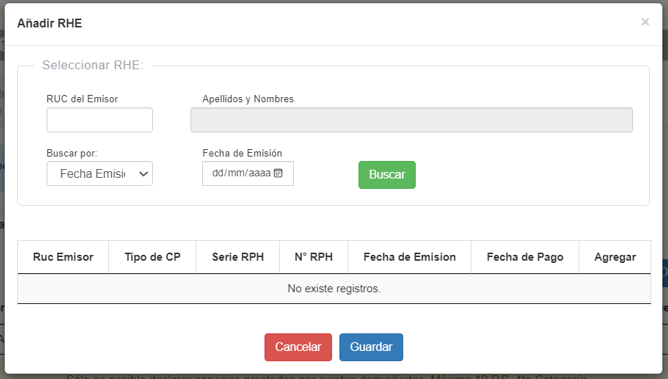 Añadir RHE ×
Seleccionar RHE:
RUC del Emisor Apellidos y Nombres
Buscar por: Fecha de Emisión
Fecha Emisi dd/mm/aaaa Buscar
Ruc Emisor Tipo de CP Serie RPH N° RPH Fecha de Emision Fecha de Pago Agregar
No existe registros.
Cancelar Guardar